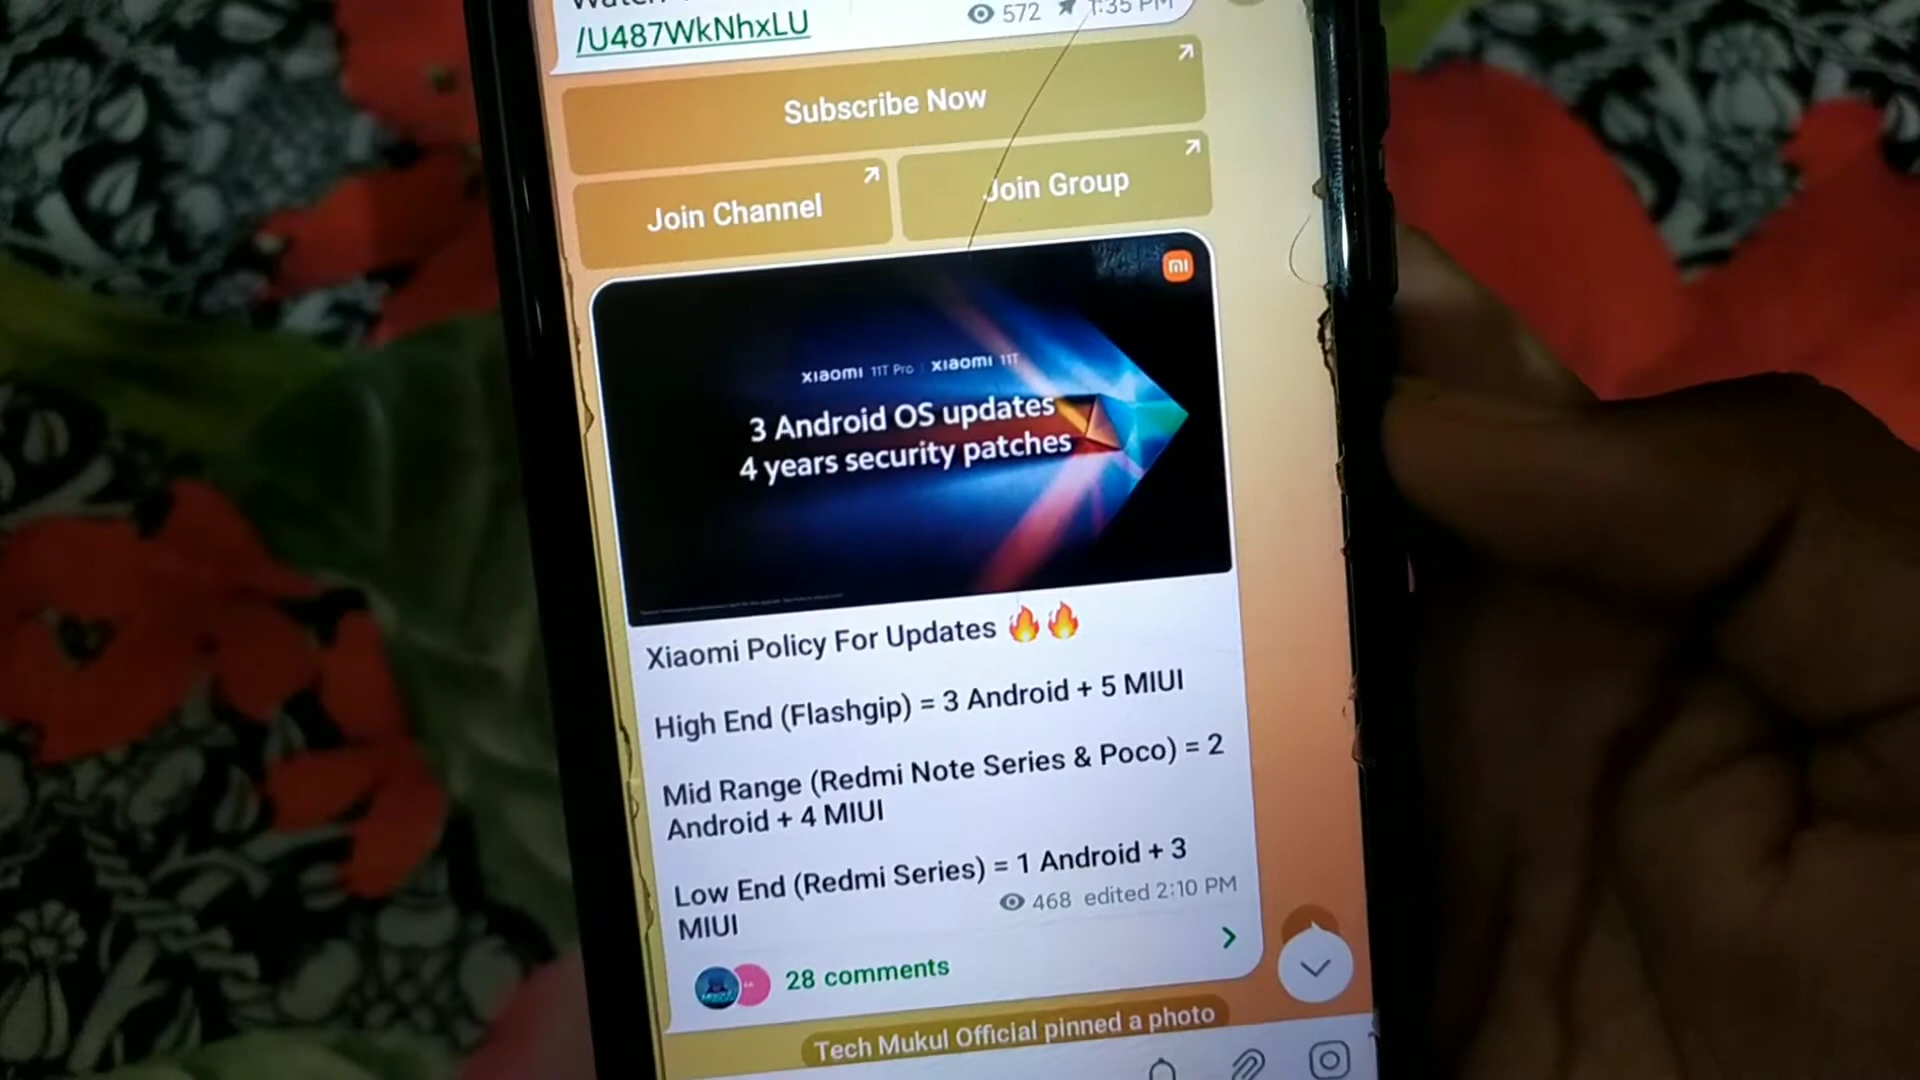 /U487WkNhxLU
572 1:35 PM
Subscribe Now
Join Channel
Join Group
xiaomi 11T Pro xiaomi 11T
3 Android OS updates
4 years security patches
Xiaomi Policy For Updates 🔥🔥
High End (Flashgip) = 3 Android + 5 MIUI
Mid Range (Redmi Note Series & Poco) = 2
Android + 4 MIUI
Low End (Redmi Series) = 1 Android + 3
MIUI
468 edited 2:10 PM
28 comments
Tech Mukul Official pinned a photo